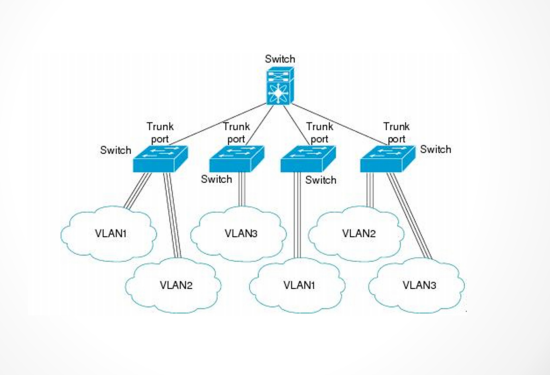 Switch
Trunk
port
Trunk
port
Trunk
port
Trunk
port
Switch
Switch
Switch
Switch
VLAN1
VLAN3
VLAN2
VLAN2
VLAN1
VLAN3